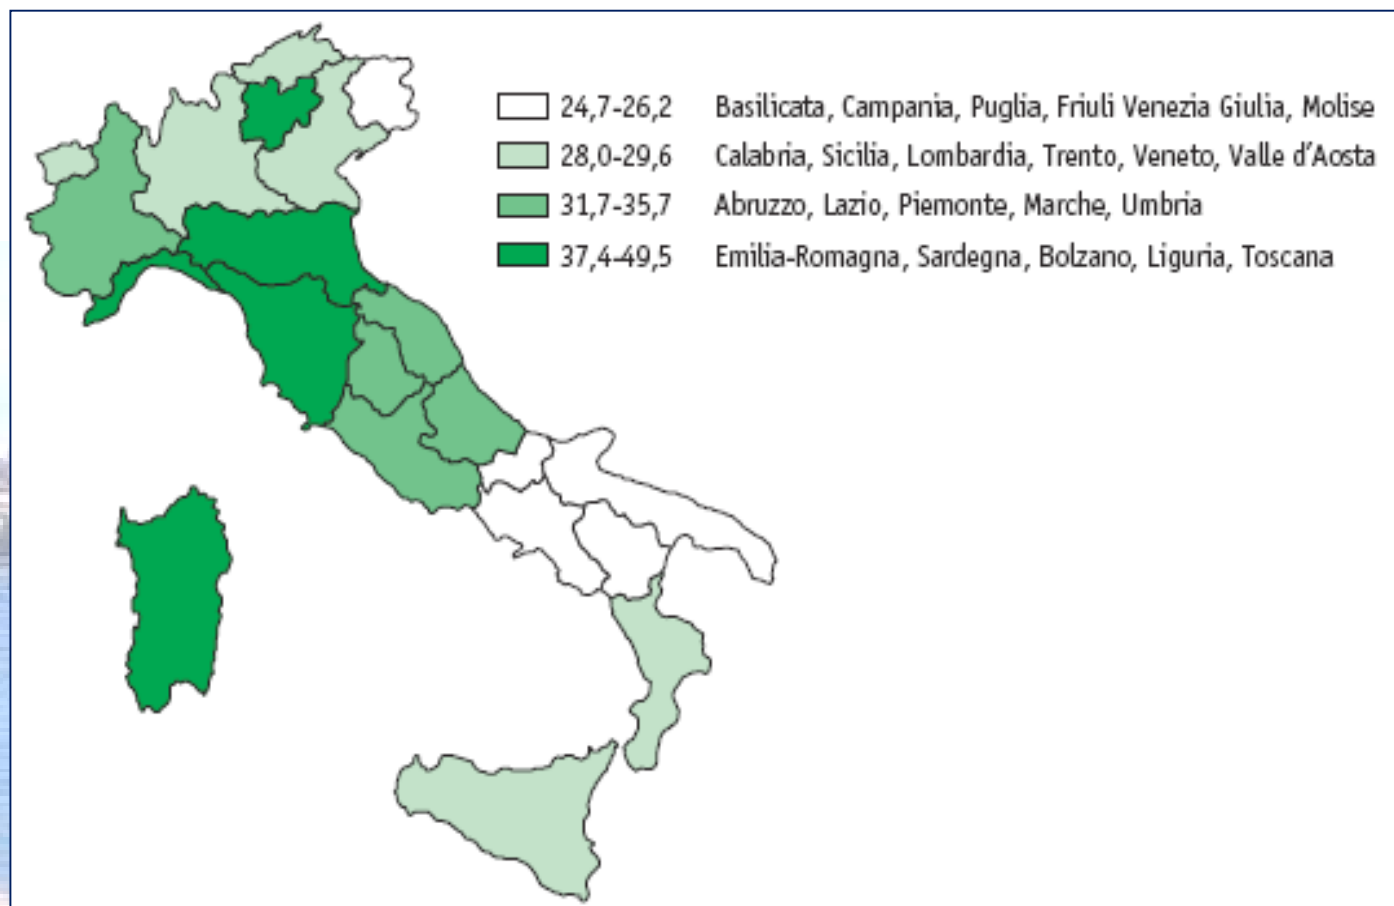 24,7-26,2 Basilicata, Campania, Puglia, Friuli Venezia Giulia, Molise
28,0-29,6 Calabria, Sicilia, Lombardia, Trento, Veneto, Valle d'Aosta
31,7-35,7 Abruzzo, Lazio, Piemonte, Marche, Umbria
37,4-49,5 Emilia-Romagna, Sardegna, Bolzano, Liguria, Toscana